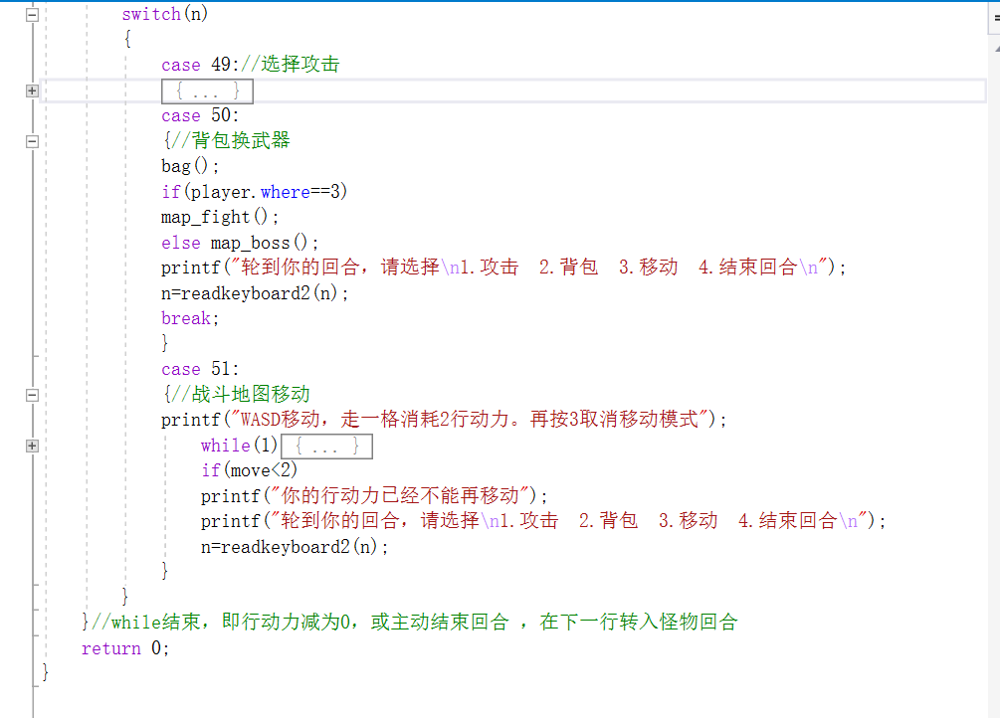 switch(n)
{
case 49://选择攻击
{ ... }
case 50:
{//背包换武器
bag();
if(player.where==3)
map_fight();
else map_boss();
printf("轮到你的回合，请选择\n1.攻击  2.背包  3.移动  4.结束回合\n");
n=readkeyboard2(n);
break;
}
case 51:
{//战斗地图移动
printf("WASD移动，走一格消耗2行动力。再按3取消移动模式");
while(1){ ... }
if(move<2)
printf("你的行动力已经不能再移动");
printf("轮到你的回合，请选择\n1.攻击  2.背包  3.移动  4.结束回合\n");
n=readkeyboard2(n);
}
}
}//while结束，即行动力减为0，或主动结束回合 ，在下一行转入怪物回合
return 0;
}